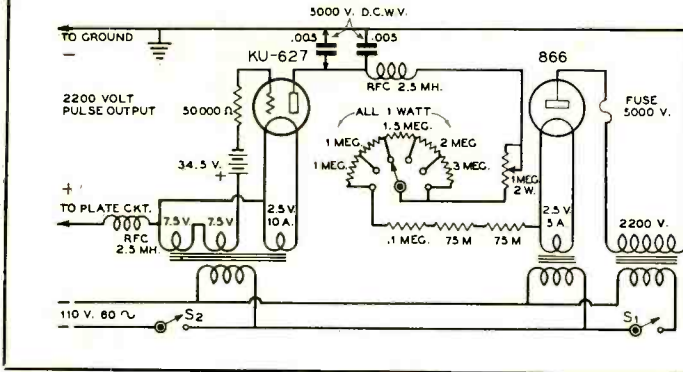 5000 V. D.C.W.V.
TO GROUND
−
.005
.005
KU-627
866
RFC 2.5 MH.
2200 VOLT
PULSE OUTPUT
50000 Ω
ALL 1 WATT
1.5 MEG.
1 MEG.
2 MEG
1 MEG.
.3 MEG.
1 MEG.
2 W.
FUSE
5000 V.
34.5 V.
+
+
TO PLATE CKT.
7.5 V
7.5 V
2.5 V.
10 A.
RFC
2.5 MH.
.1 MEG.
75 M
75 M
2.5 V.
5 A
2200 V.
110 V. 60 ~
S2
S1